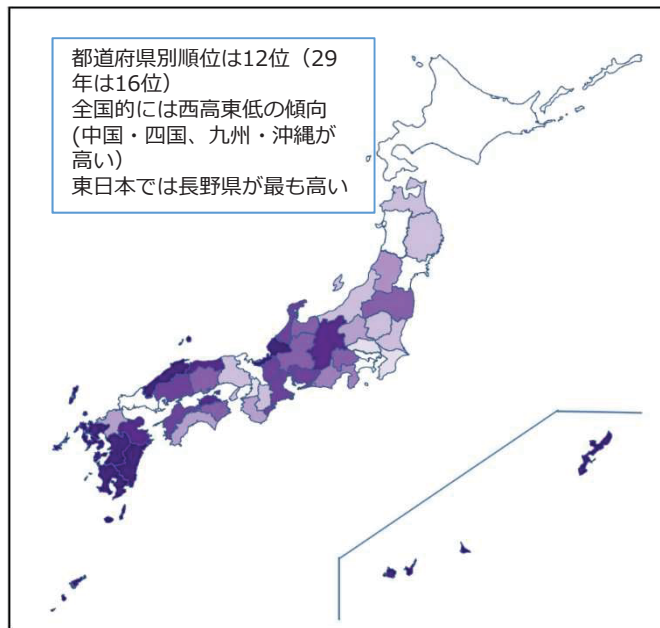 都道府県別順位は12位（29
年は16位）
全国的には西高東低の傾向
(中国・四国、九州・沖縄が
高い）
東日本では長野県が最も高い